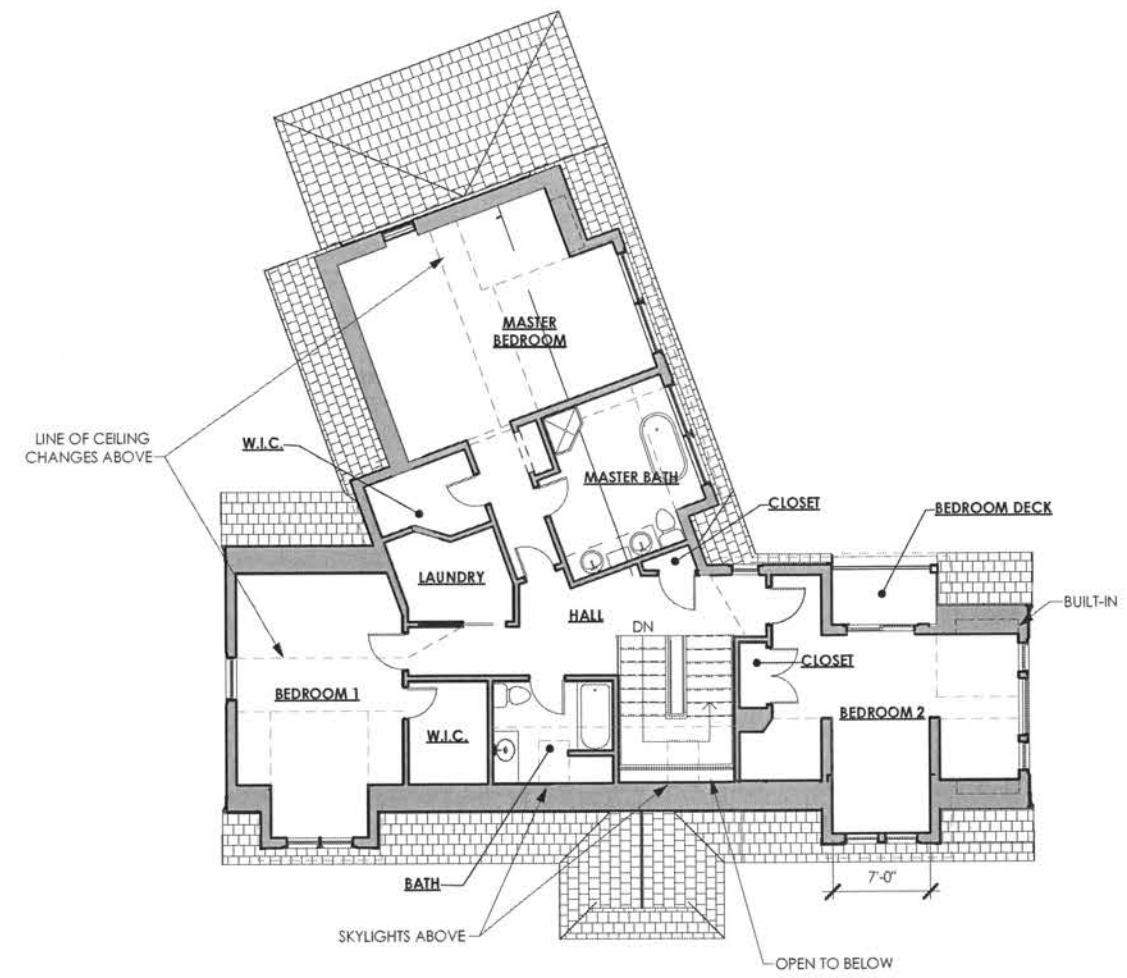 MASTER
BEDROOM
LINE OF CEILING
CHANGES ABOVE
W.I.C.
MASTER BATH
CLOSET
BEDROOM DECK
LAUNDRY
BUILT-IN
HALL
DN
CLOSET
BEDROOM 1
BEDROOM 2
W.I.C.
BATH
7'-0"
SKYLIGHTS ABOVE
OPEN TO BELOW